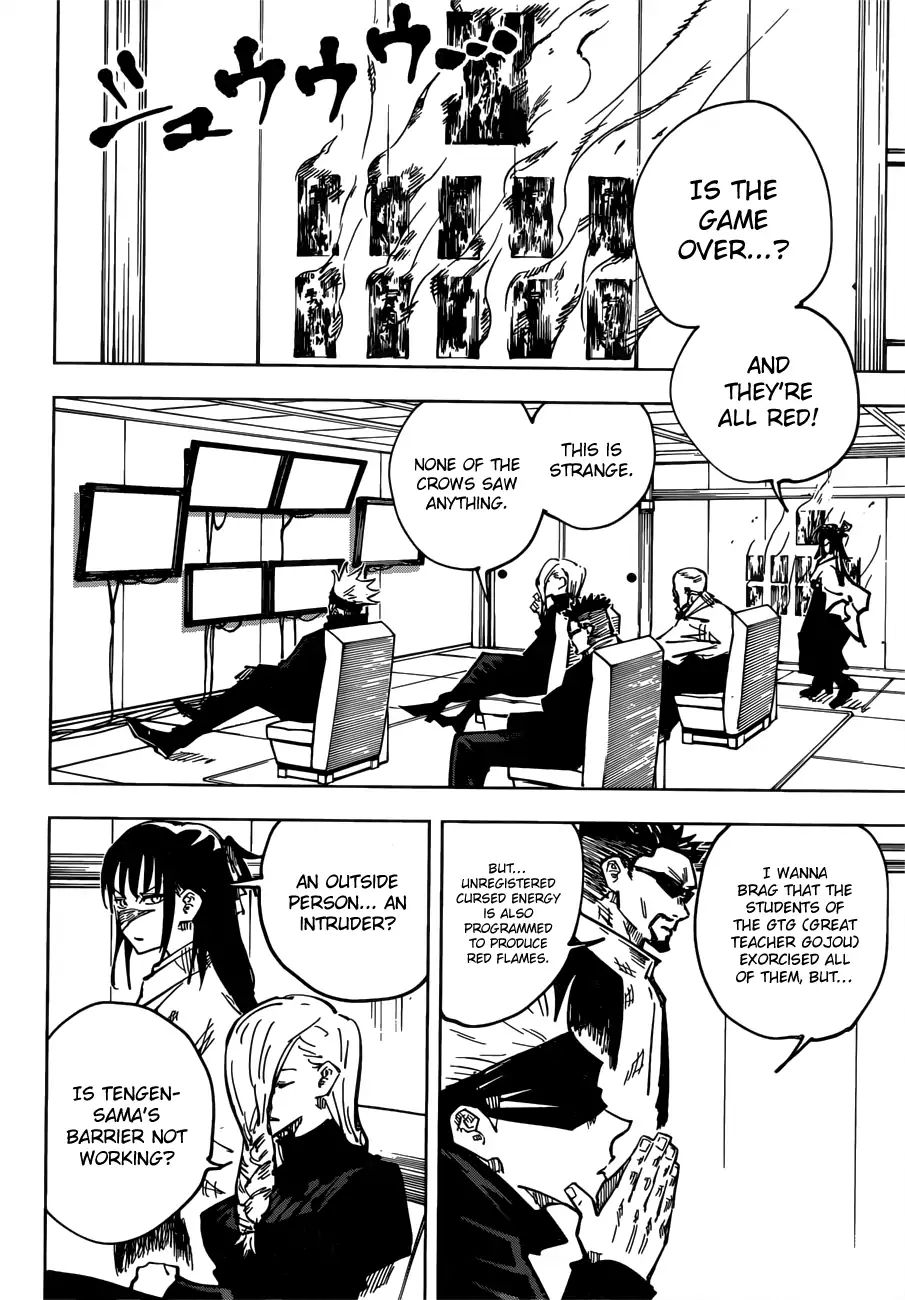 ジュウウウ・・・
IS THE
GAME
OVER...?
AND
THEY'RE
ALL RED!
THIS IS
STRANGE.
NONE OF THE
CROWS SAW
ANYTHING.
I WANNA
BRAG THAT THE
STUDENTS OF
THE GTG (GREAT
TEACHER GOJOU)
EXORCISED ALL
OF THEM, BUT...
BUT...
UNREGISTERED
CURSED ENERGY
IS ALSO
PROGRAMMED
TO PRODUCE
RED FLAMES.
AN OUTSIDE
PERSON... AN
INTRUDER?
IS TENGEN-
SAMA'S
BARRIER NOT
WORKING?